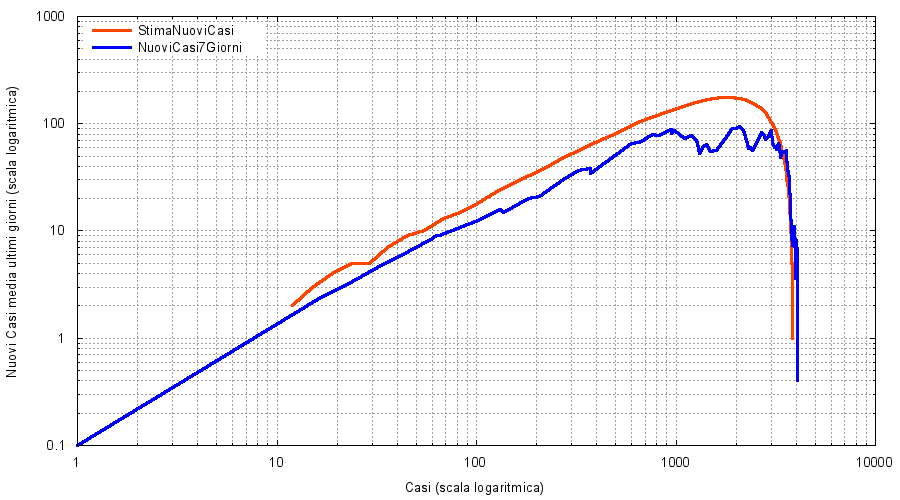 1000
100
10
1
0.1
Nuovi Casi media ultimi giorni (scala logaritmica)
StimaNuoviCasi
NuoviCasi7Giorni
1 10 100 1000 10000
Casi (scala logaritmica)